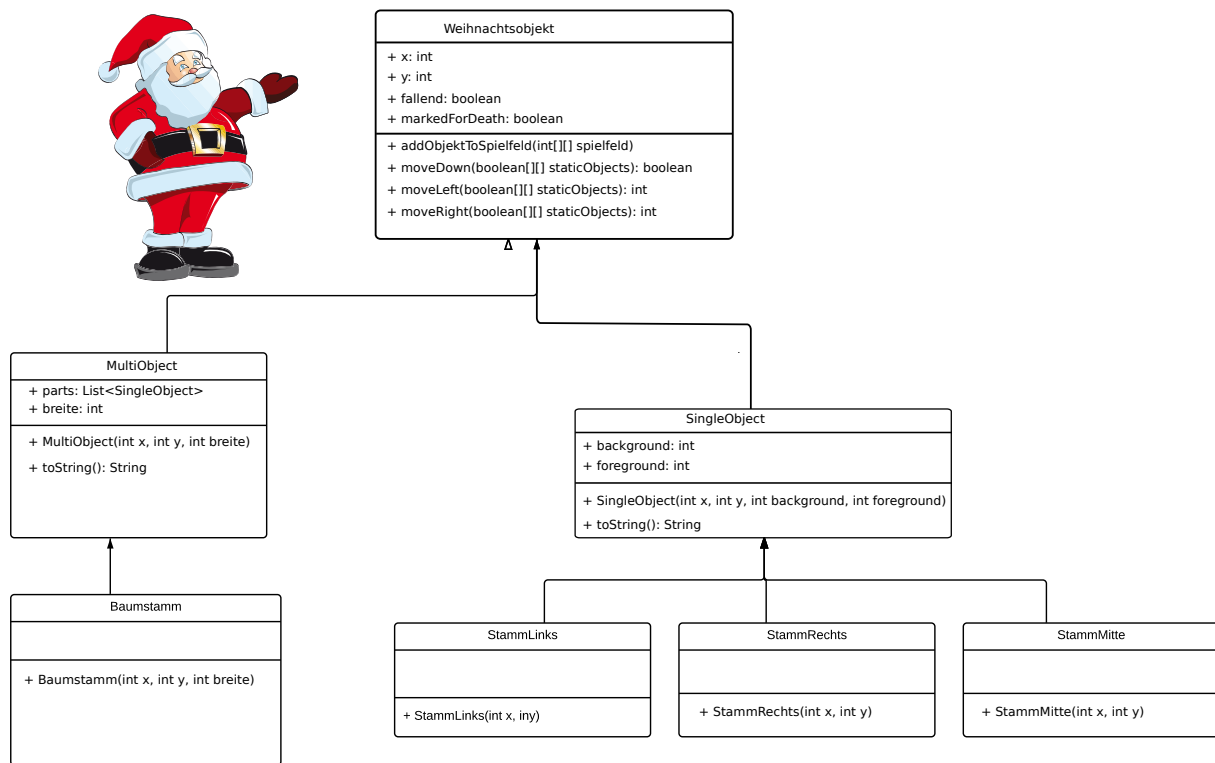 Weihnachtsobjekt
+ x: int
+ y: int
+ fallend: boolean
+ markedForDeath: boolean
+ addObjektToSpielfeld(int[][] spielfeld)
+ moveDown(boolean[][] staticObjects): boolean
+ moveLeft(boolean[][] staticObjects): int
+ moveRight(boolean[][] staticObjects): int
MultiObject
+ parts: List<SingleObject>
+ breite: int
+ MultiObject(int x, int y, int breite)
+ toString(): String
SingleObject
+ background: int
+ foreground: int
+ SingleObject(int x, int y, int background, int foreground)
+ toString(): String
Baumstamm
+ Baumstamm(int x, int y, int breite)
StammLinks
+ StammLinks(int x, iny)
StammRechts
+ StammRechts(int x, int y)
StammMitte
+ StammMitte(int x, int y)